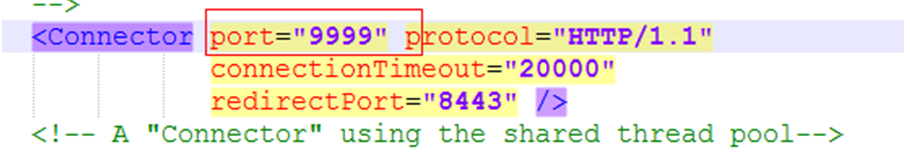 -->
<Connector port="9999" protocol="HTTP/1.1"
connectionTimeout="20000"
redirectPort="8443" />
<!-- A "Connector" using the shared thread pool-->